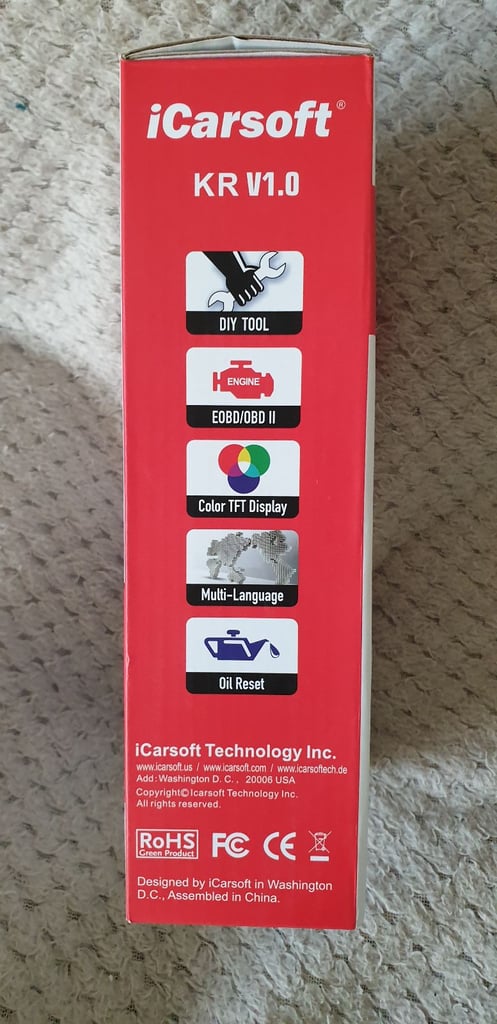 iCarsoft®
KR V1.0
DIY TOOL
ENGINE
EOBD/OBD II
Color TFT Display
Multi-Language
Oil Reset
iCarsoft Technology Inc.
www.icarsoft.us / www.icarsoft.com / www.icarsoftech.de
Add:Washington D. C. , 20006 USA
Copyright©Icarsoft Technology Inc.
All rights reserved.
RoHS
Green Product
FC CE
Designed by iCarsoft in Washington
D.C., Assembled in China.